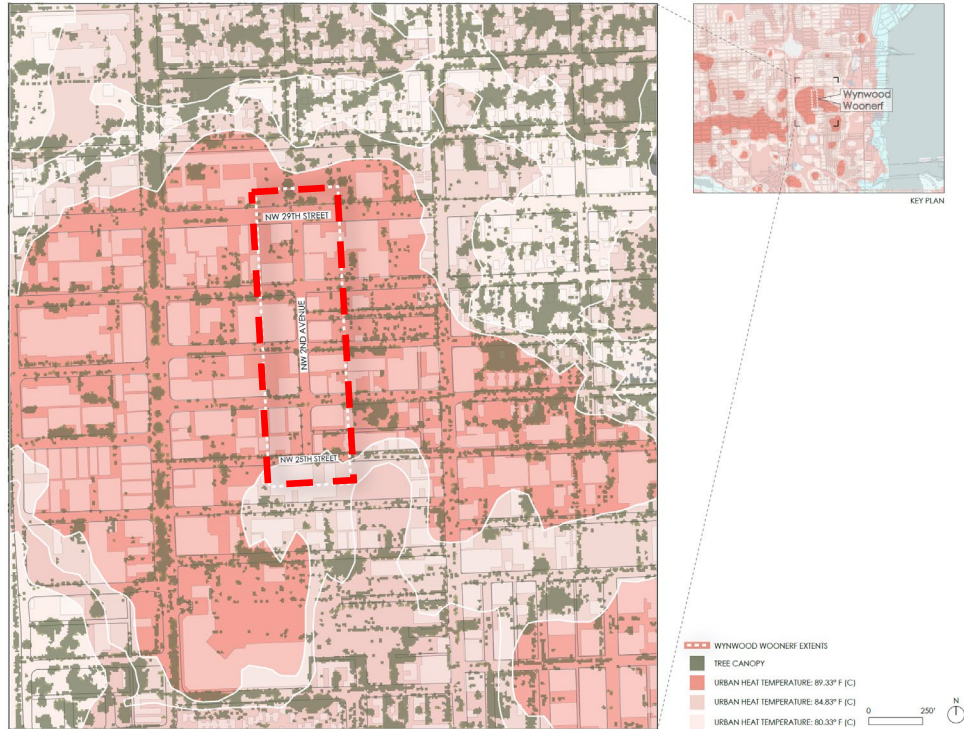 Wynwood
Woonerf
KEY PLAN
NW 29TH STREET
NW 2ND AVENUE
NW 25TH STREET
WYNWOOD WOONERF EXTENTS
TREE CANOPY
URBAN HEAT TEMPERATURE: 89.33° F (C)
URBAN HEAT TEMPERATURE: 84.83° F (C)
URBAN HEAT TEMPERATURE: 80.33° F (C)
0 250'
N